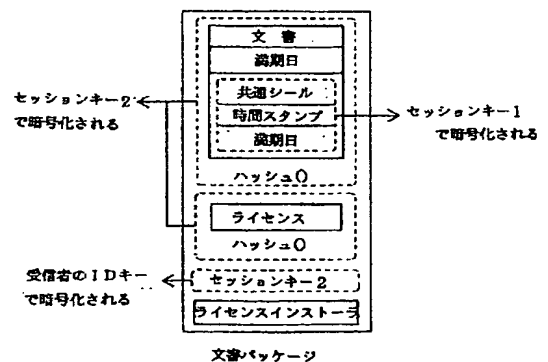 文 書
満期日
共通シール
時間スタンプ
満期日
ハッシュ()
セッションキー2
で暗号化される
セッションキー1
で暗号化される
ライセンス
ハッシュ()
受信者のIDキー
で暗号化される
セッションキー2
ライセンスインストーラ
文書パッケージ